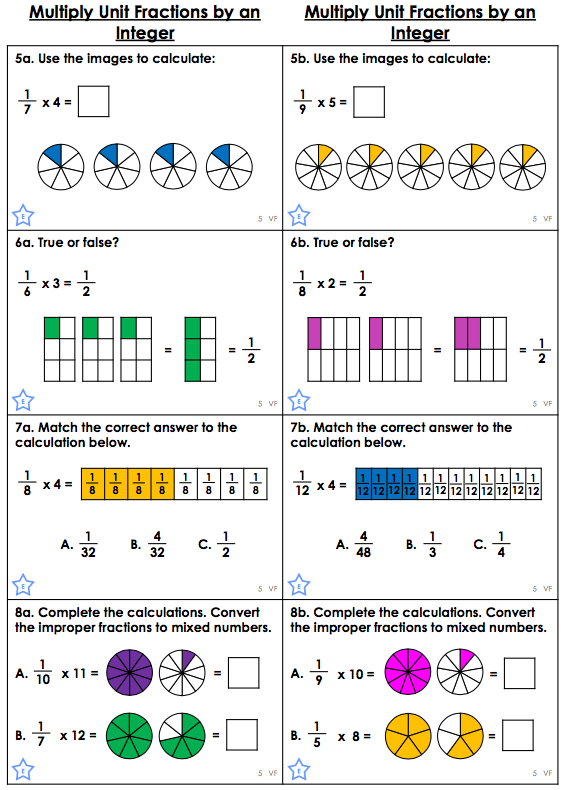 Multiply Unit Fractions by an
Integer
5a. Use the images to calculate:
1/7 x 4 =
E
5 VF
6a. True or false?
1/6 x 3 = 1/2
= = 1/2
E
5 VF
7a. Match the correct answer to the
calculation below.
1/8 x 4 = 1/8 1/8 1/8 1/8 1/8 1/8 1/8 1/8
A. 1/32 B. 4/32 C. 1/2
E
5 VF
8a. Complete the calculations. Convert
the improper fractions to mixed numbers.
A. 1/10 x 11 = =
B. 1/7 x 12 = =
E
5 VF
Multiply Unit Fractions by an
Integer
5b. Use the images to calculate:
1/9 x 5 =
E
5 VF
6b. True or false?
1/8 x 2 = 1/2
= = 1/2
E
5 VF
7b. Match the correct answer to the
calculation below.
1/12 x 4 = 1/12 1/12 1/12 1/12 1/12 1/12 1/12 1/12 1/12 1/12 1/12 1/12
A. 4/48 B. 1/3 C. 1/4
E
5 VF
8b. Complete the calculations. Convert
the improper fractions to mixed numbers.
A. 1/9 x 10 = =
B. 1/5 x 8 = =
E
5 VF